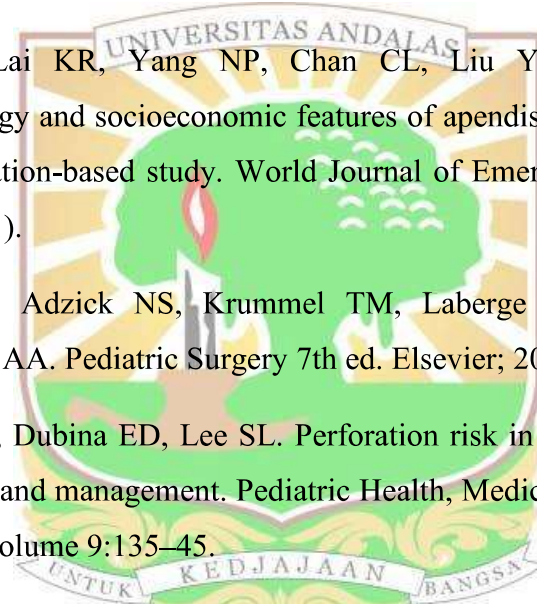 UNIVERSITAS ANDALAS
Lai KR, Yang NP, Chan CL, Liu Y
gy and socioeconomic features of apendis
ation-based study. World Journal of Emer
).
Adzick NS, Krummel TM, Laberge
AA. Pediatric Surgery 7th ed. Elsevier; 20
, Dubina ED, Lee SL. Perforation risk in
and management. Pediatric Health, Medic
olume 9:135–45.
UNTUK KEDJAJAAN BANGSA